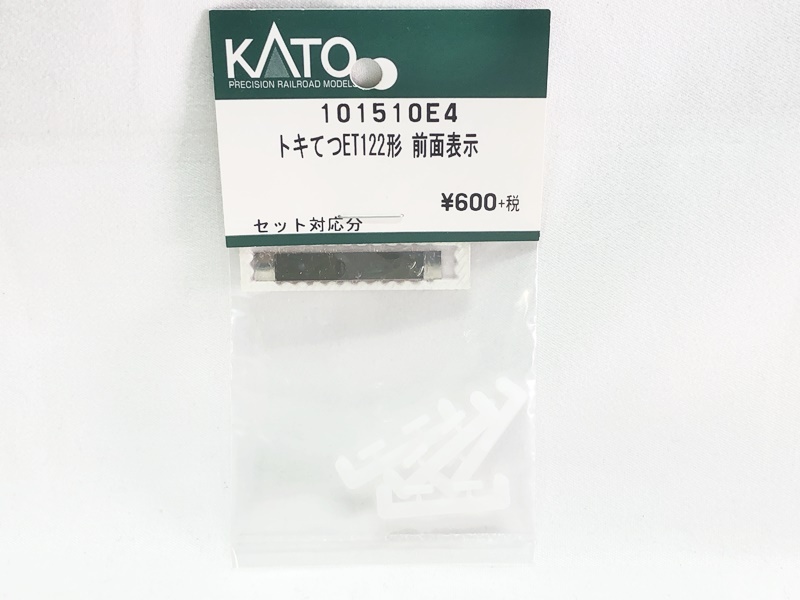 KATO
PRECISION RAILROAD MODELS
101510E4
トキてつET122形 前面表示
¥600+税
セット対応分